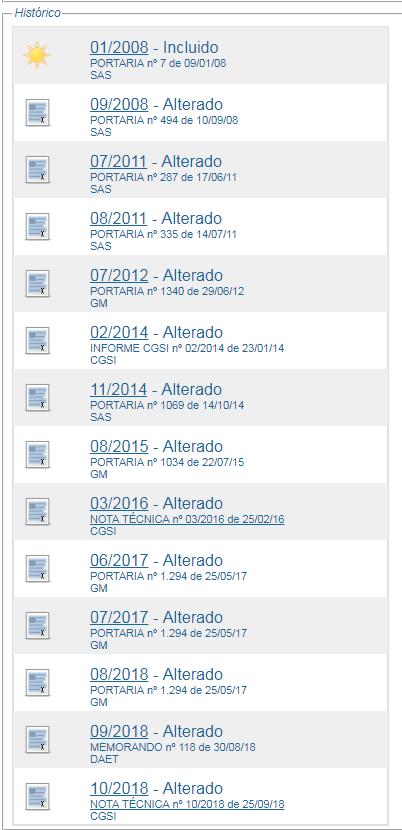 Histórico
01/2008 - Incluido
PORTARIA nº 7 de 09/01/08
SAS
09/2008 - Alterado
PORTARIA nº 494 de 10/09/08
SAS
07/2011 - Alterado
PORTARIA nº 287 de 17/06/11
SAS
08/2011 - Alterado
PORTARIA nº 335 de 14/07/11
SAS
07/2012 - Alterado
PORTARIA nº 1340 de 29/06/12
GM
02/2014 - Alterado
INFORME CGSI nº 02/2014 de 23/01/14
CGSI
11/2014 - Alterado
PORTARIA nº 1069 de 14/10/14
SAS
08/2015 - Alterado
PORTARIA nº 1034 de 22/07/15
GM
03/2016 - Alterado
NOTA TÉCNICA nº 03/2016 de 25/02/16
CGSI
06/2017 - Alterado
PORTARIA nº 1.294 de 25/05/17
GM
07/2017 - Alterado
PORTARIA nº 1.294 de 25/05/17
GM
08/2018 - Alterado
PORTARIA nº 1.294 de 25/05/17
GM
09/2018 - Alterado
MEMORANDO nº 118 de 30/08/18
DAET
10/2018 - Alterado
NOTA TÉCNICA nº 10/2018 de 25/09/18
CGSI